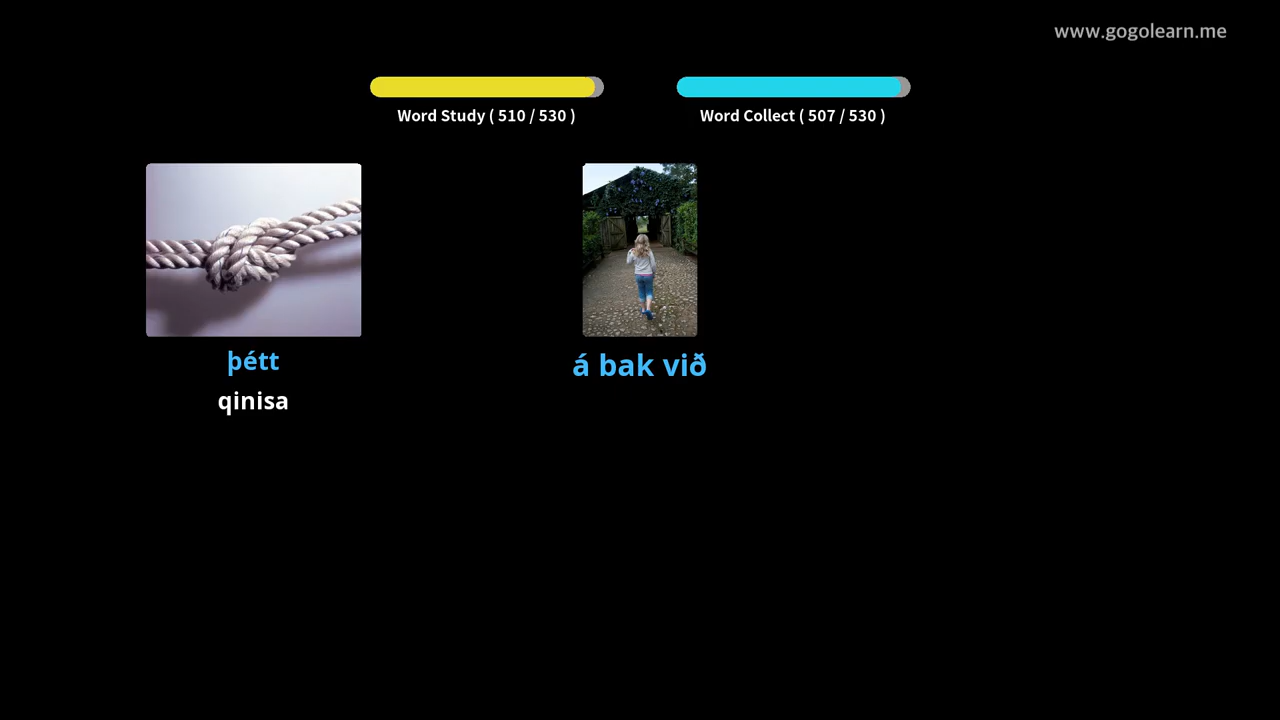 www.gogolearn.me
Word Study ( 510 / 530 )
Word Collect ( 507 / 530 )
þétt
qinisa
á bak við